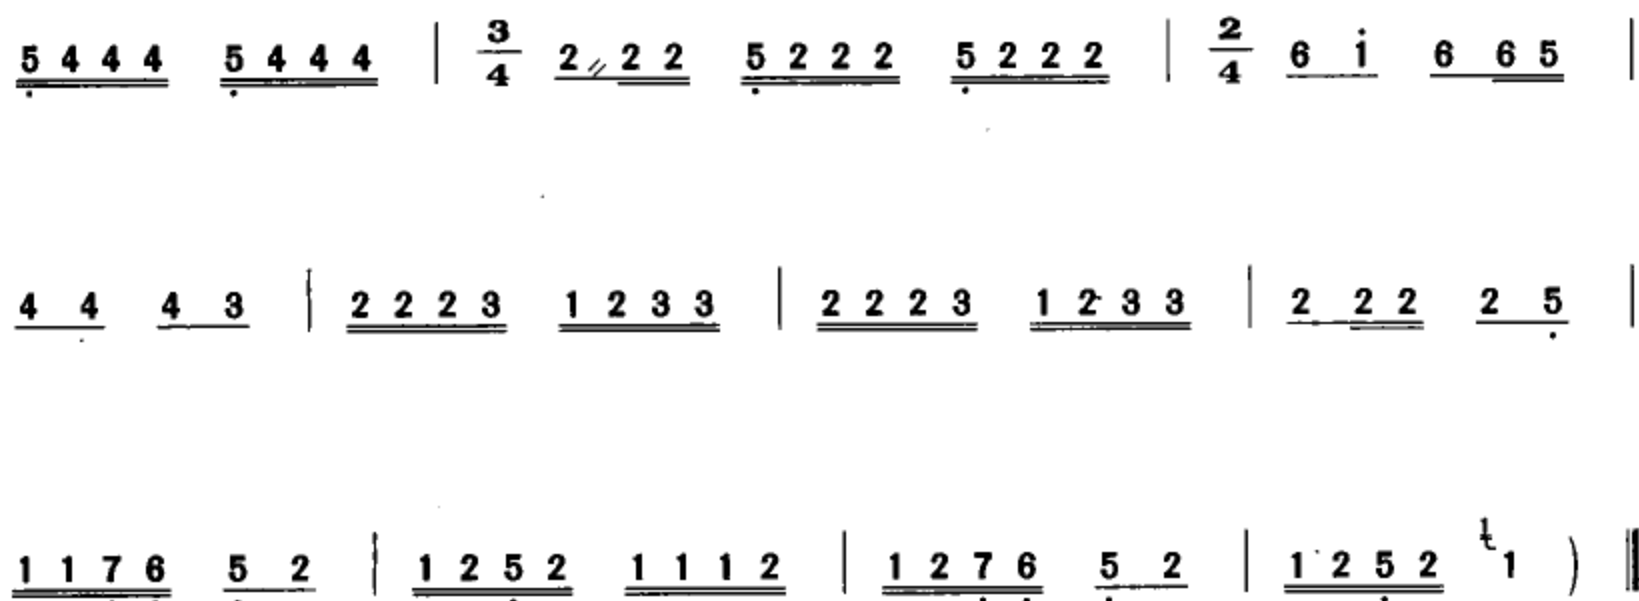 5 4 4 4 5 4 4 4 | 3/4 2 〃 2 2 5 2 2 2 5 2 2 2 | 2/4 6 i 6 6 5 |
4 4 4 3 | 2 2 2 3 1 2 3 3 | 2 2 2 3 1 2 3 3 | 2 2 2 2 5 |
1 1 7 6 5 2 | 1 2 5 2 1 1 1 2 | 1 2 7 6 5 2 | 1 2 5 2 1 1 ) ‖